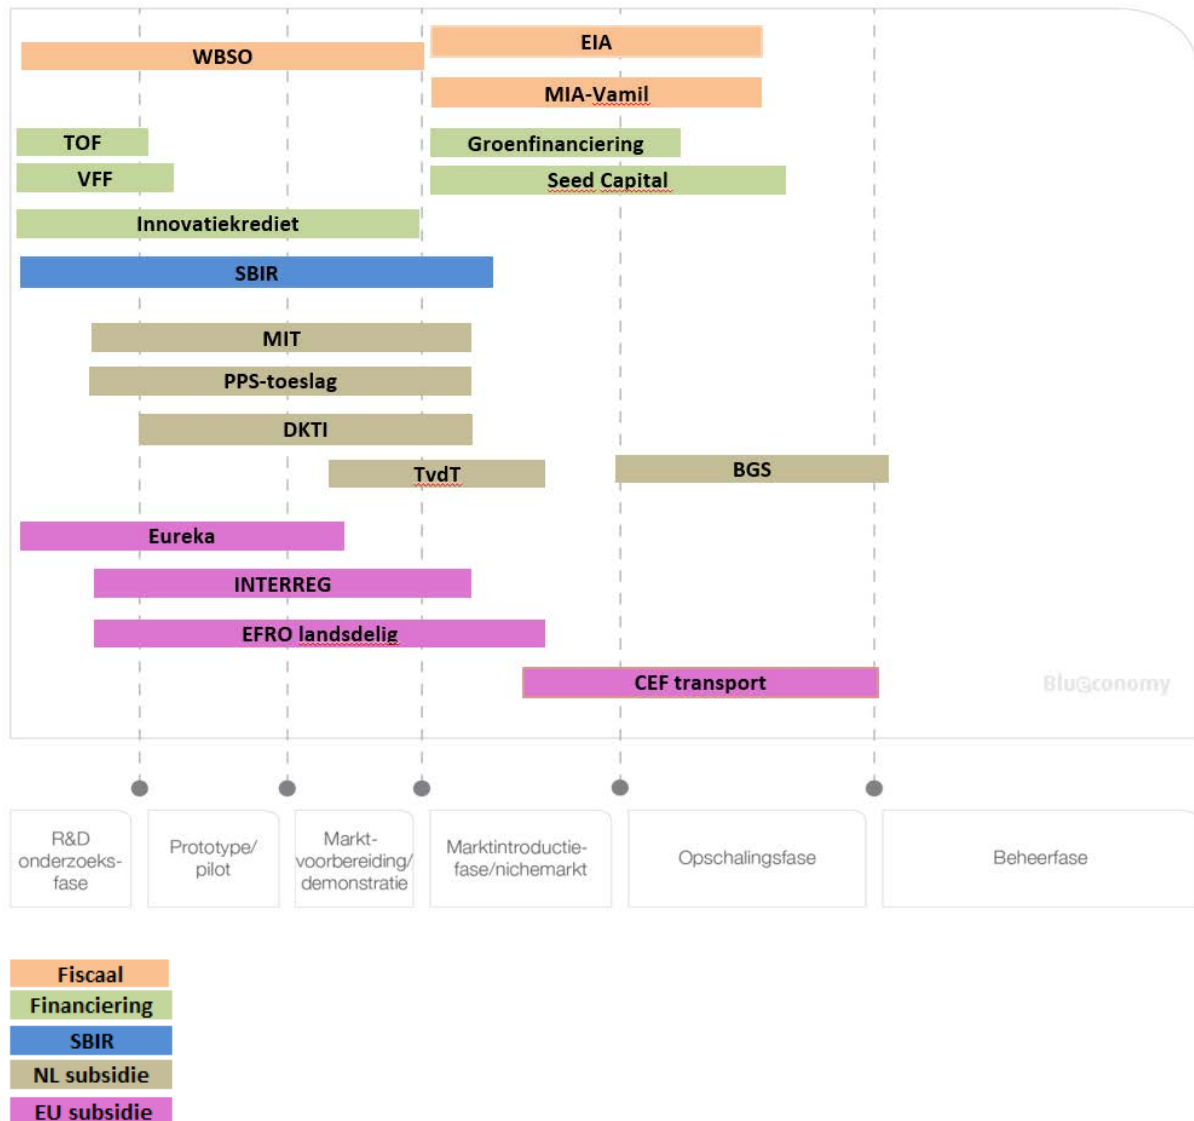 EIA
WBSO
MIA-Vamil
TOF
Groenfinanciering
VFF
Seed Capital
Innovatiekrediet
SBIR
MIT
PPS-toeslag
DKTI
TvdT
BGS
Eureka
INTERREG
EFRO landsdelig
CEF transport
Blueconomy
R&D
onderzoeks-
fase
Prototype/
pilot
Markt-
voorbereiding/
demonstratie
Marktintroductie-
fase/nichemarkt
Opschalingsfase
Beheerfase
Fiscaal
Financiering
SBIR
NL subsidie
EU subsidie